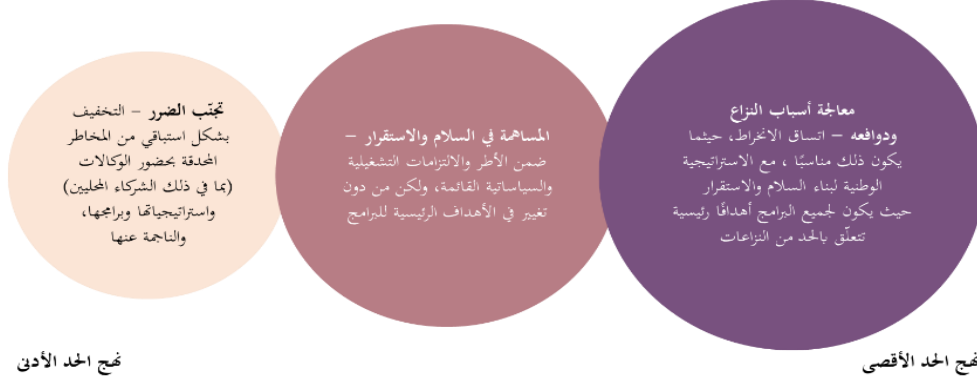 معالجة أسباب النزاع
ودوافعه – اتساق الانخراط، حيثما
يكون ذلك مناسبًا ، مع الاستراتيجية
الوطنية لبناء السلام والاستقرار
حيث يكون لجميع البرامج أهدافًا رئيسية
تتعلّق بالحد من النزاعات
المساهمة في السلام والاستقرار –
ضمن الأطر والالتزامات التشغيلية
والسياساتية القائمة، ولكن من دون
تغيير في الأهداف الرئيسية للبرامج
تجنّب الضرر – التخفيف
بشكل استباقي من المخاطر
المحدقة بحضور الوكالات
(بما في ذلك الشركاء المحليين)
واستراتيجياتها وبرامجها،
والناجمة عنها
نهج الحد الأقصى
نهج الحد الأدنى